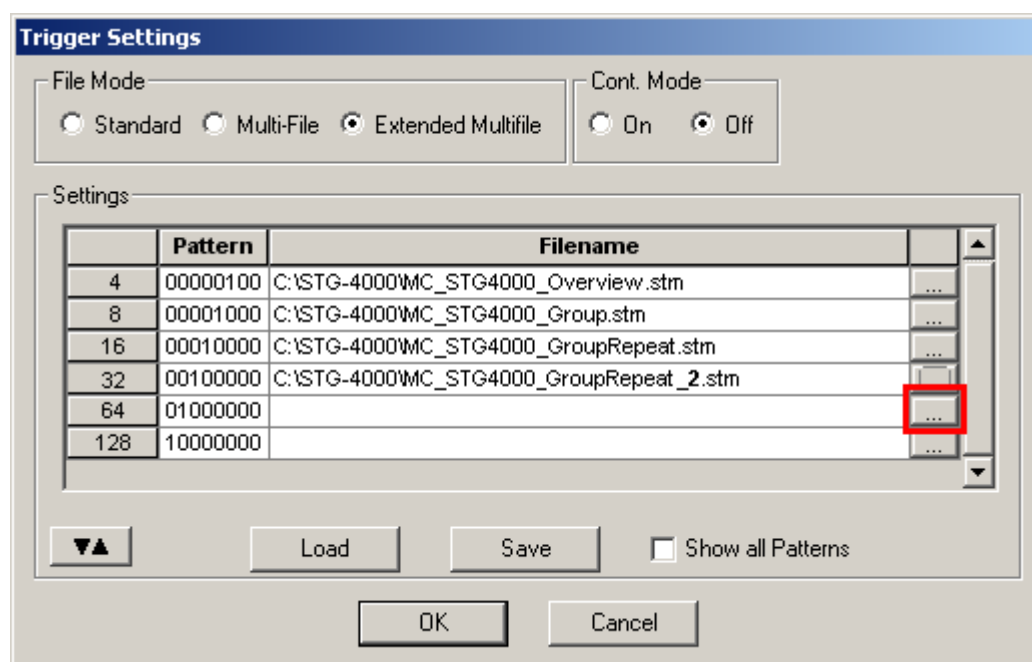 Trigger Settings
File Mode Cont. Mode
Standard Multi-File Extended Multifile On Off
Settings
Pattern Filename
4 00000100 C:\STG-4000\MC_STG4000_Overview.stm ...
8 00001000 C:\STG-4000\MC_STG4000_Group.stm ...
16 00010000 C:\STG-4000\MC_STG4000_GroupRepeat.stm ...
32 00100000 C:\STG-4000\MC_STG4000_GroupRepeat_2.stm
64 01000000 ...
128 10000000 ...
Load Save Show all Patterns
OK Cancel